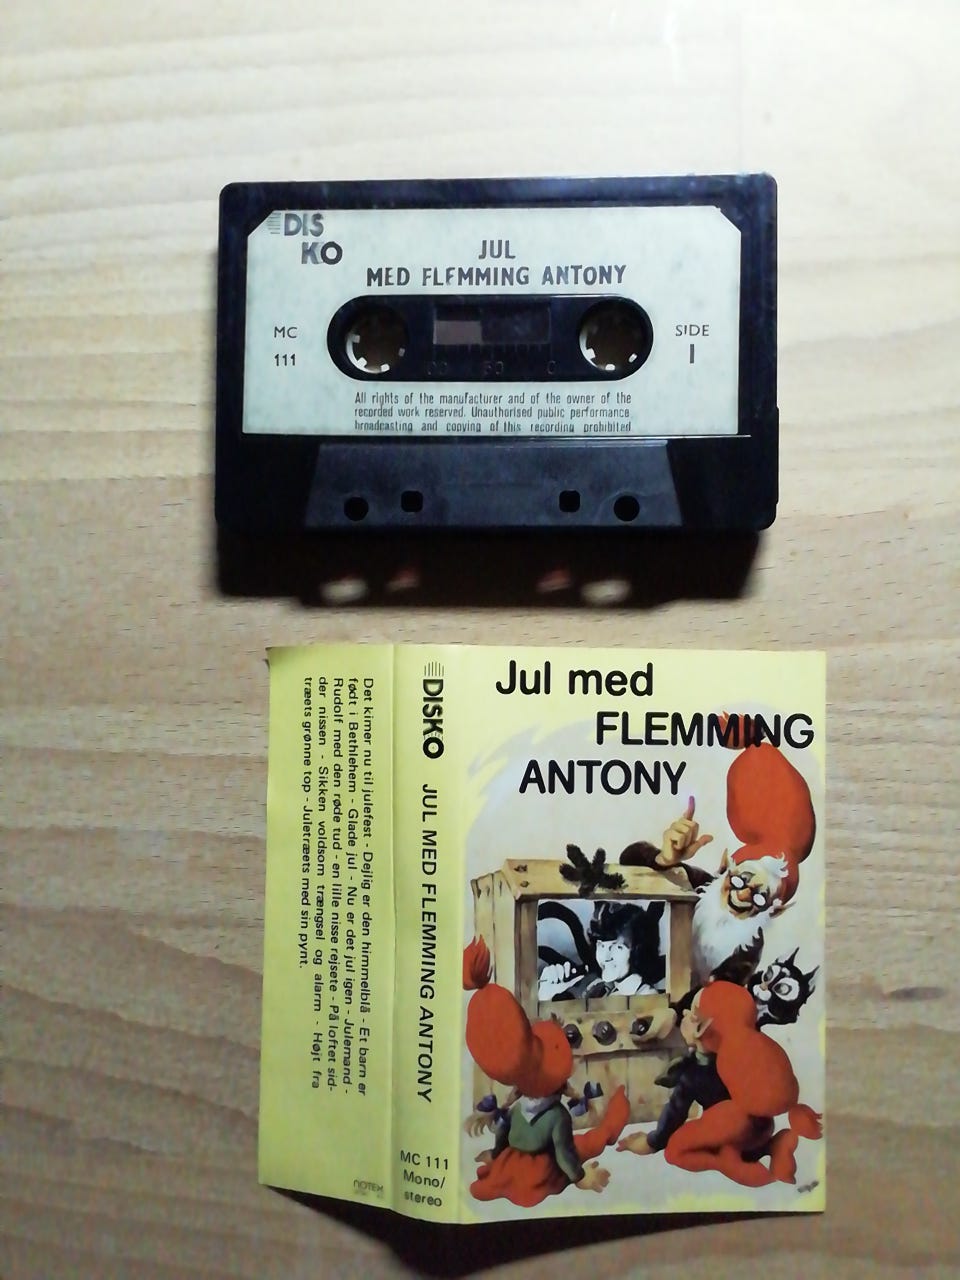 DIS
KO
JUL
MED FLEMMING ANTONY
MC
111
SIDE
I
All rights of the manufacturer and of the owner of the
recorded work reserved. Unauthorised public performance
broadcasting and copying of this recording prohibited
Jul med
FLEMMING
ANTONY
DISKO JUL MED FLEMMING ANTONY
MC 111
Mono/
stereo
Det kimer nu til julefest - Dejlig er den himmelblå - Et barn er
født i Bethlehem - Glade jul - Nu er det jul igen - Julemand -
Rudolf med den røde tud - en lille nisse rejsete - På loftet sid-
der nissen - Sikken voldsom trængsel og alarm - Højt fra
træets grønne top - Juletræets med sin pynt.
NOTEX